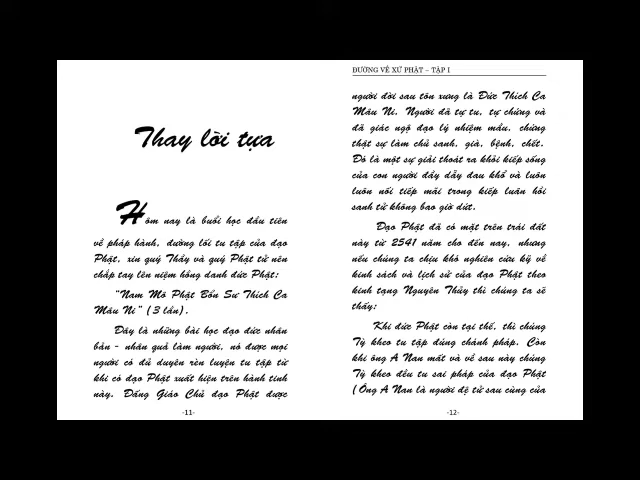 Thay lời tựa
Hôm nay là buổi học đầu tiên
về pháp hành, đường lối tu tập của đạo
Phật, xin quý Thầy và quý Phật tử nên
chắp tay lên niệm hồng danh đức Phật:
“Nam Mô Phật Bổn Sư Thích Ca
Mâu Ni” (3 lần).
Đây là những bài học đạo đức nhân
bản - nhân quả làm người, nó được mọi
người có đủ duyên rèn luyện tu tập từ
khi có đạo Phật xuất hiện trên hành tinh
này. Đấng Giáo Chủ đạo Phật được
-11-
ĐƯỜNG VỀ XỨ PHẬT – TẬP I
người đời sau tôn xưng là Đức Thích Ca
Mâu Ni. Người đã tự tu, tự chứng và
đã giác ngộ đạo lý nhiệm mầu, chứng
thật sự làm chủ sanh, già, bệnh, chết.
Đó là một sự giải thoát ra khỏi kiếp sống
của con người đầy dẫy đau khổ và luôn
luôn nối tiếp mãi trong kiếp luân hồi
sanh tử không bao giờ dứt.
Đạo Phật đã có mặt trên trái đất
này từ 2541 năm cho đến nay, nhưng
nếu chúng ta chịu khó nghiên cứu kỹ về
kinh sách và lịch sử của đạo Phật theo
kinh tạng Nguyên Thủy thì chúng ta sẽ
thấy:
Khi đức Phật còn tại thế, thì chúng
Tỳ kheo tu tập đúng chánh pháp. Còn
khi ông A Nan mất và về sau này chúng
Tỳ kheo đều tu sai pháp của đạo Phật
(Ông A Nan là người đệ tử sau cùng của
-12-